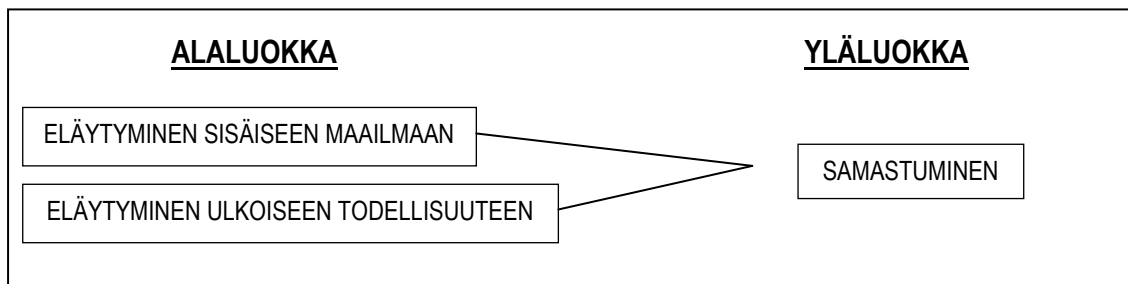 ALALUOKKA
YLÄLUOKKA
ELÄYTYMINEN SISÄISEEN MAAILMAAN
ELÄYTYMINEN ULKOISEEN TODELLISUUTEEN
SAMASTUMINEN